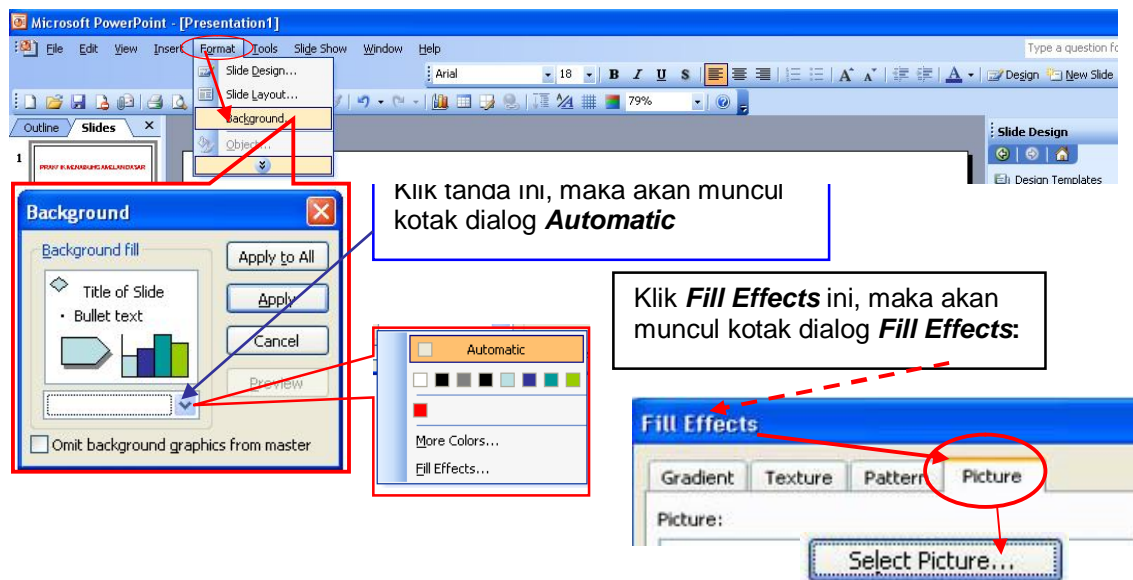 Microsoft PowerPoint - [Presentation1]
File Edit View Insert Format Tools Slide Show Window Help
Type a question fo
Slide Design...
Arial 18 B I U S
Design New Slide
Slide Layout...
79%
Background...
Outline Slides X
Object...
Slide Design
1
Design Templates
Klik tanda ini, maka akan muncul
kotak dialog Automatic
Background
Background fill
Apply to All
Title of Slide
• Bullet text
Apply
Cancel
Preview
Omit background graphics from master
Automatic
More Colors...
Fill Effects...
Klik Fill Effects ini, maka akan
muncul kotak dialog Fill Effects:
Fill Effects
Gradient Texture Pattern Picture
Picture:
Select Picture...